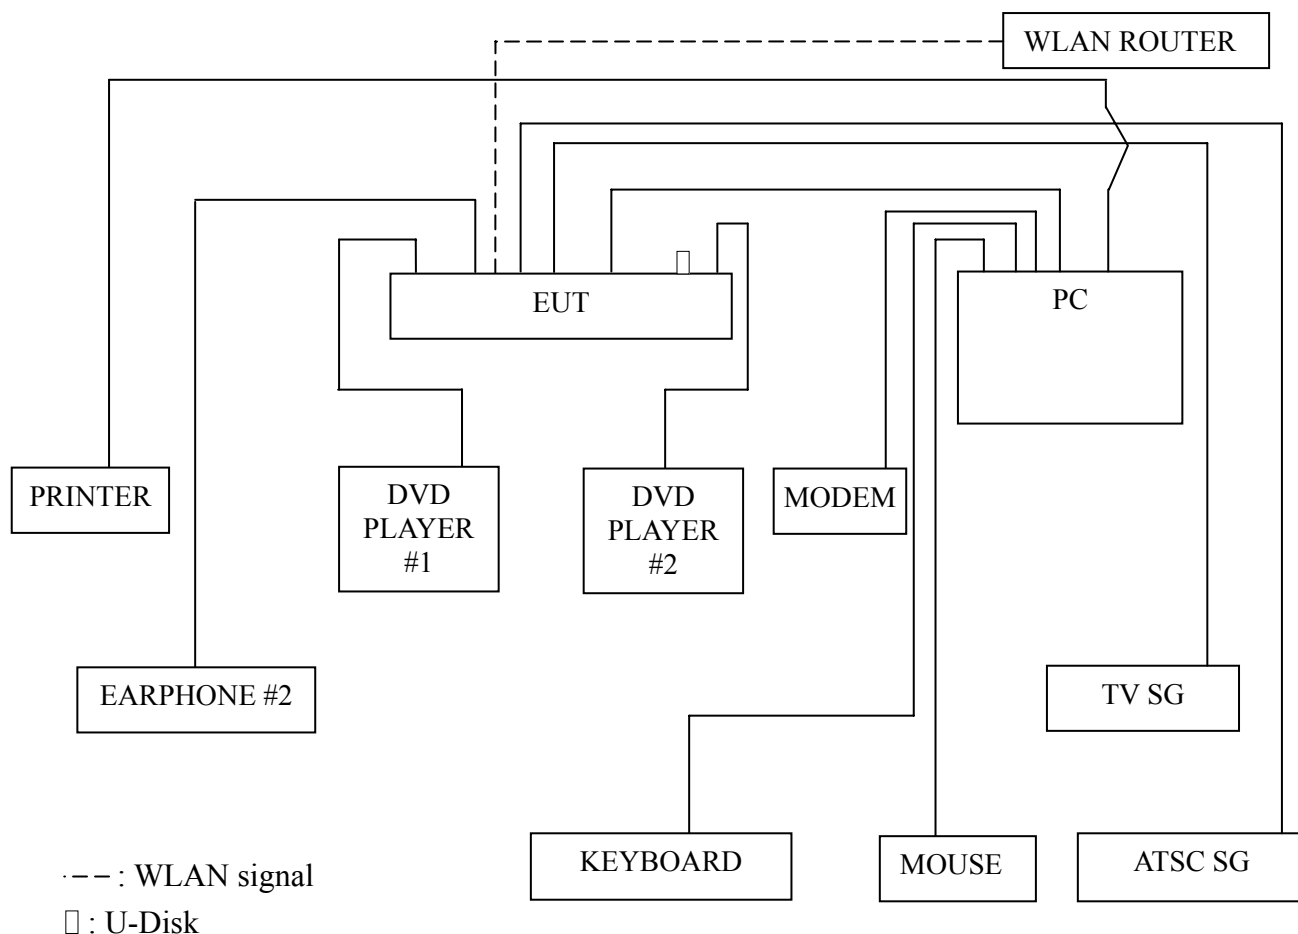 WLAN ROUTER
EUT
PC
PRINTER
DVD
PLAYER
#1
DVD
PLAYER
#2
MODEM
EARPHONE #2
TV SG
KEYBOARD
MOUSE
ATSC SG
--- : WLAN signal
▯ : U-Disk